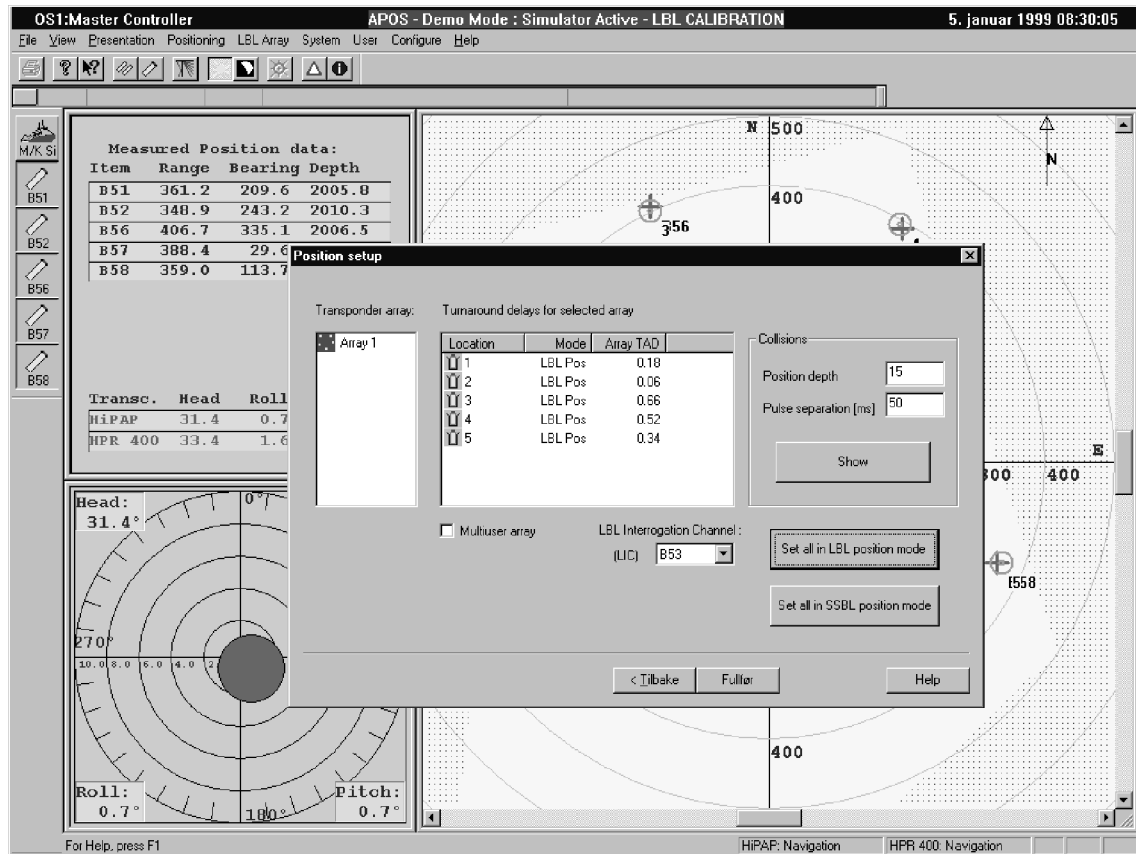 OS1:Master Controller APOS - Demo Mode : Simulator Active - LBL CALIBRATION 5. januar 1999 08:30:05
File View Presentation Positioning LBL Array System User Configure Help
M/K Si
B51
B52
B56
B57
B58
Measured Position data:
Item Range Bearing Depth
B51 361.2 209.6 2005.8
B52 348.9 243.2 2010.3
B56 406.7 335.1 2006.5
B57 388.4 29.6
B58 359.0 113.7
Transc. Head Roll
HiPAP 31.4 0.7
HPR 400 33.4 1.6
N 500
N
400
E
400
400
Position setup
Transponder array:
Array 1
Turnaround delays for selected array
Location Mode Array TAD
1 LBL Pos 0.18
2 LBL Pos 0.06
3 LBL Pos 0.66
4 LBL Pos 0.52
5 LBL Pos 0.34
Collisions
Position depth 15
Pulse separation [ms] 50
Show
Multiuser array
LBL Interrogation Channel :
(LIC) B53
Set all in LBL position mode
Set all in SSBL position mode
< Tilbake Fullfør Help
Head:
31.4°
0°
270°
10.0 8.0 6.0 4.0 2
180°
Roll:
0.7°
Pitch:
0.7°
For Help, press F1 HiPAP: Navigation HPR 400: Navigation